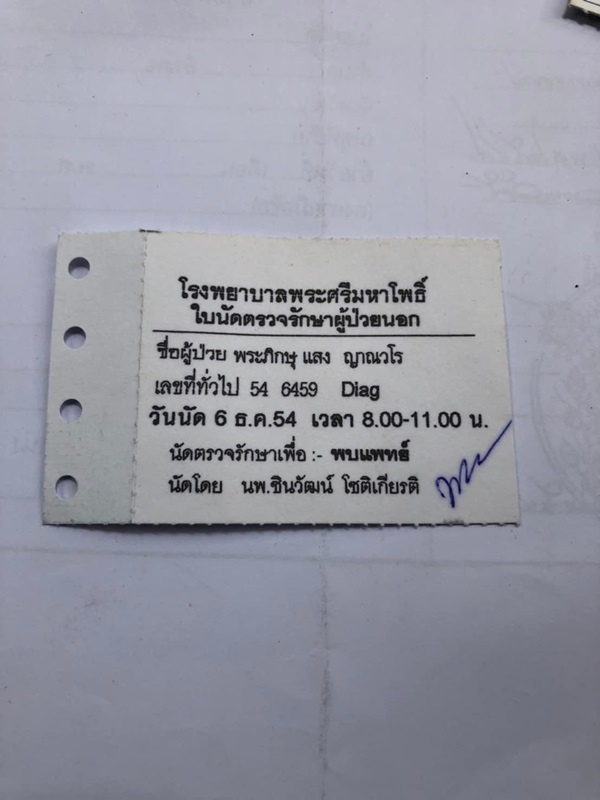 โรงพยาบาลพระศรีมหาโพธิ์
ใบนัดตรวจรักษาผู้ป่วยนอก
ชื่อผู้ป่วย พระภิกษุ แสง ญาณวโร
เลขที่ทั่วไป 54 6459 Diag
วันนัด 6 ธ.ค.54 เวลา 8.00-11.00 น.
นัดตรวจรักษาเพื่อ :- พบแพทย์
นัดโดย นพ.ชินวัฒน์ โชติเกียรติ